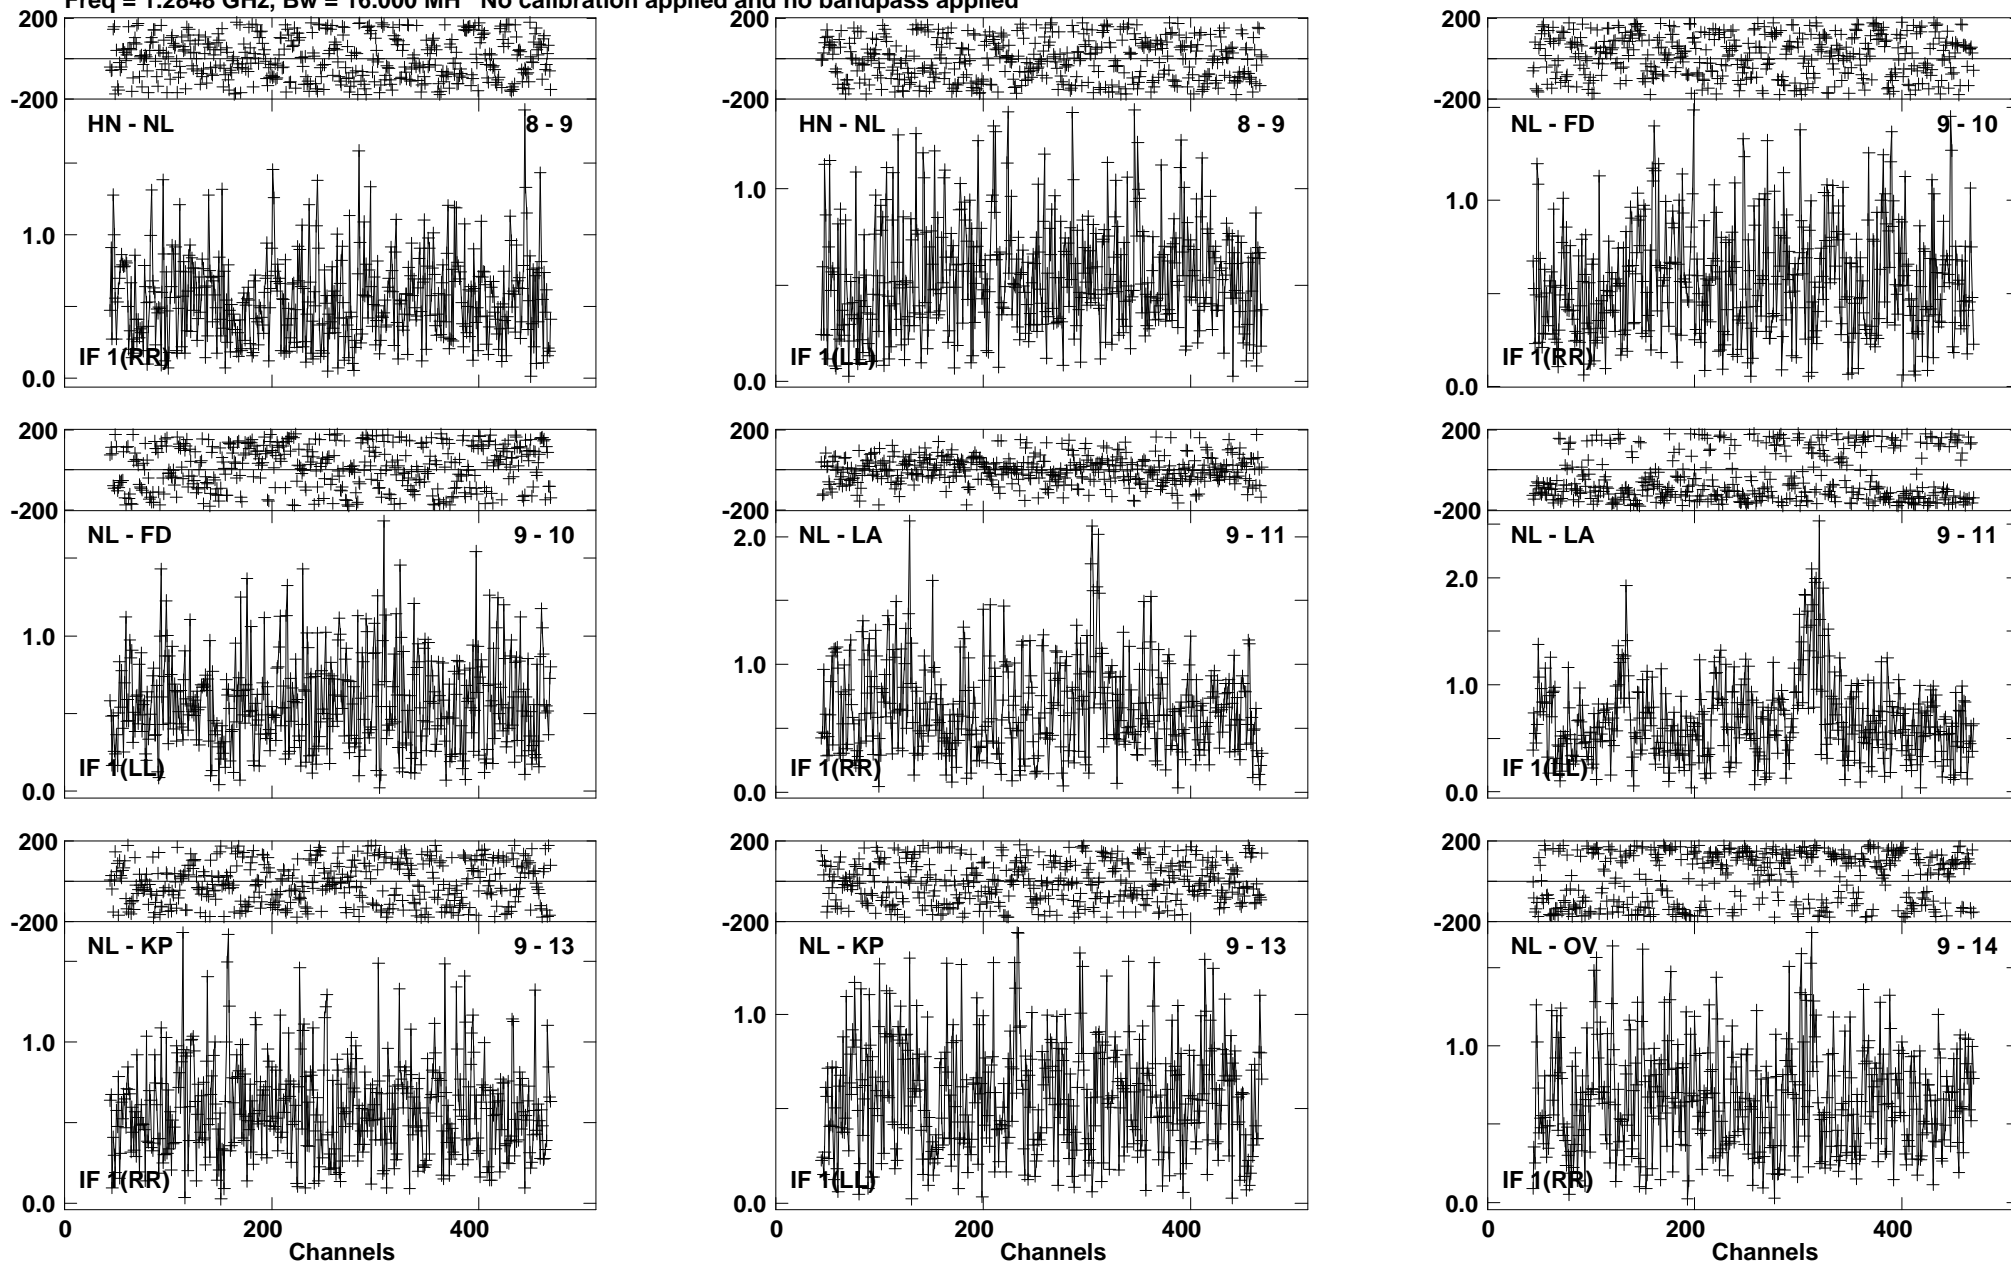 Freq = 1.2848 GHz, Bw = 16.000 MH No calibration applied and no bandpass applied
200
-200
HN - NL 8 - 9
1.0
IF 1(RR)
0.0
HN - NL 8 - 9
1.0
IF 1(LL)
0.0
200
-200
NL - FD 9 - 10
1.0
IF 1(RR)
0.0
200
-200
NL - FD 9 - 10
1.0
IF 1(LL)
0.0
200
-200
NL - LA 9 - 11
2.0
1.0
IF 1(RR)
0.0
200
-200
NL - LA 9 - 11
2.0
1.0
IF 1(LL)
0.0
200
-200
NL - KP 9 - 13
1.0
IF 1(RR)
0.0
0 200 400
Channels
200
-200
NL - KP 9 - 13
1.0
IF 1(LL)
0.0
200
-200
NL - OV 9 - 14
1.0
IF 1(RR)
0.0
0 200 400
Channels